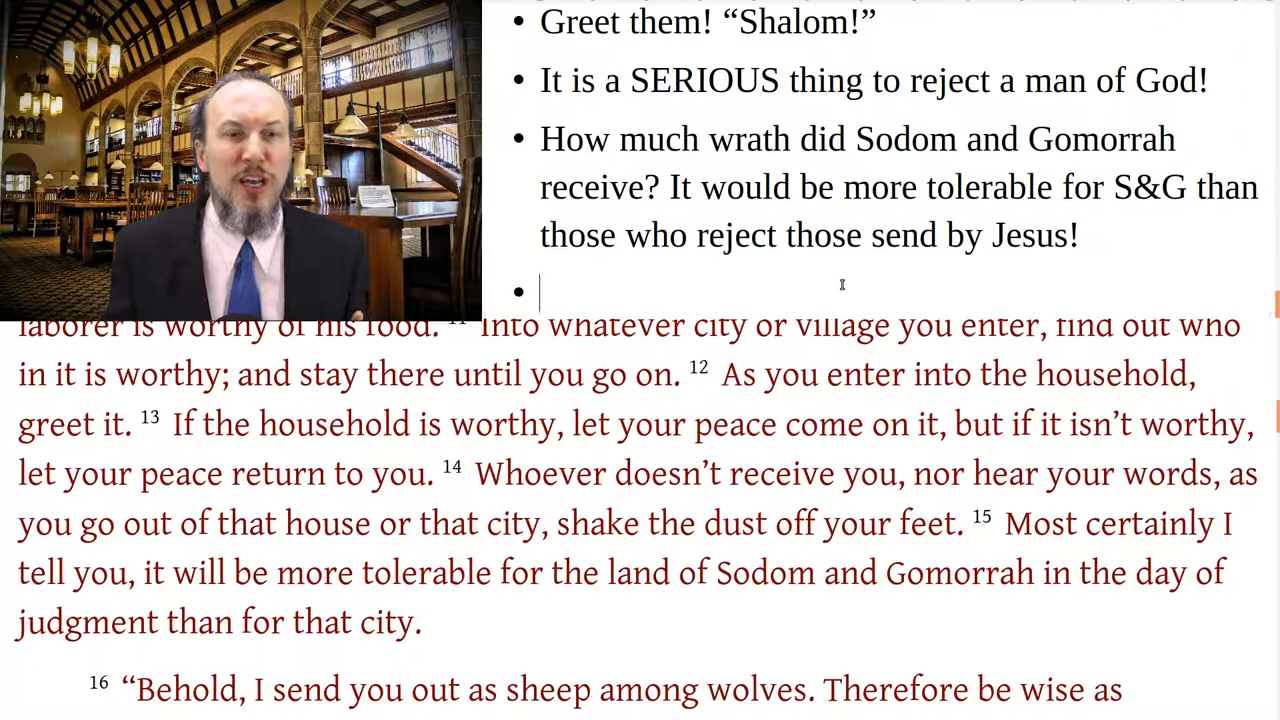 • Greet them! “Shalom!”
• It is a SERIOUS thing to reject a man of God!
• How much wrath did Sodom and Gomorrah
receive? It would be more tolerable for S&G than
those who reject those send by Jesus!
•
laborer is worthy of his food. 11 Into whatever city or village you enter, find out who
in it is worthy; and stay there until you go on. 12 As you enter into the household,
greet it. 13 If the household is worthy, let your peace come on it, but if it isn’t worthy,
let your peace return to you. 14 Whoever doesn’t receive you, nor hear your words, as
you go out of that house or that city, shake the dust off your feet. 15 Most certainly I
tell you, it will be more tolerable for the land of Sodom and Gomorrah in the day of
judgment than for that city.
16 “Behold, I send you out as sheep among wolves. Therefore be wise as